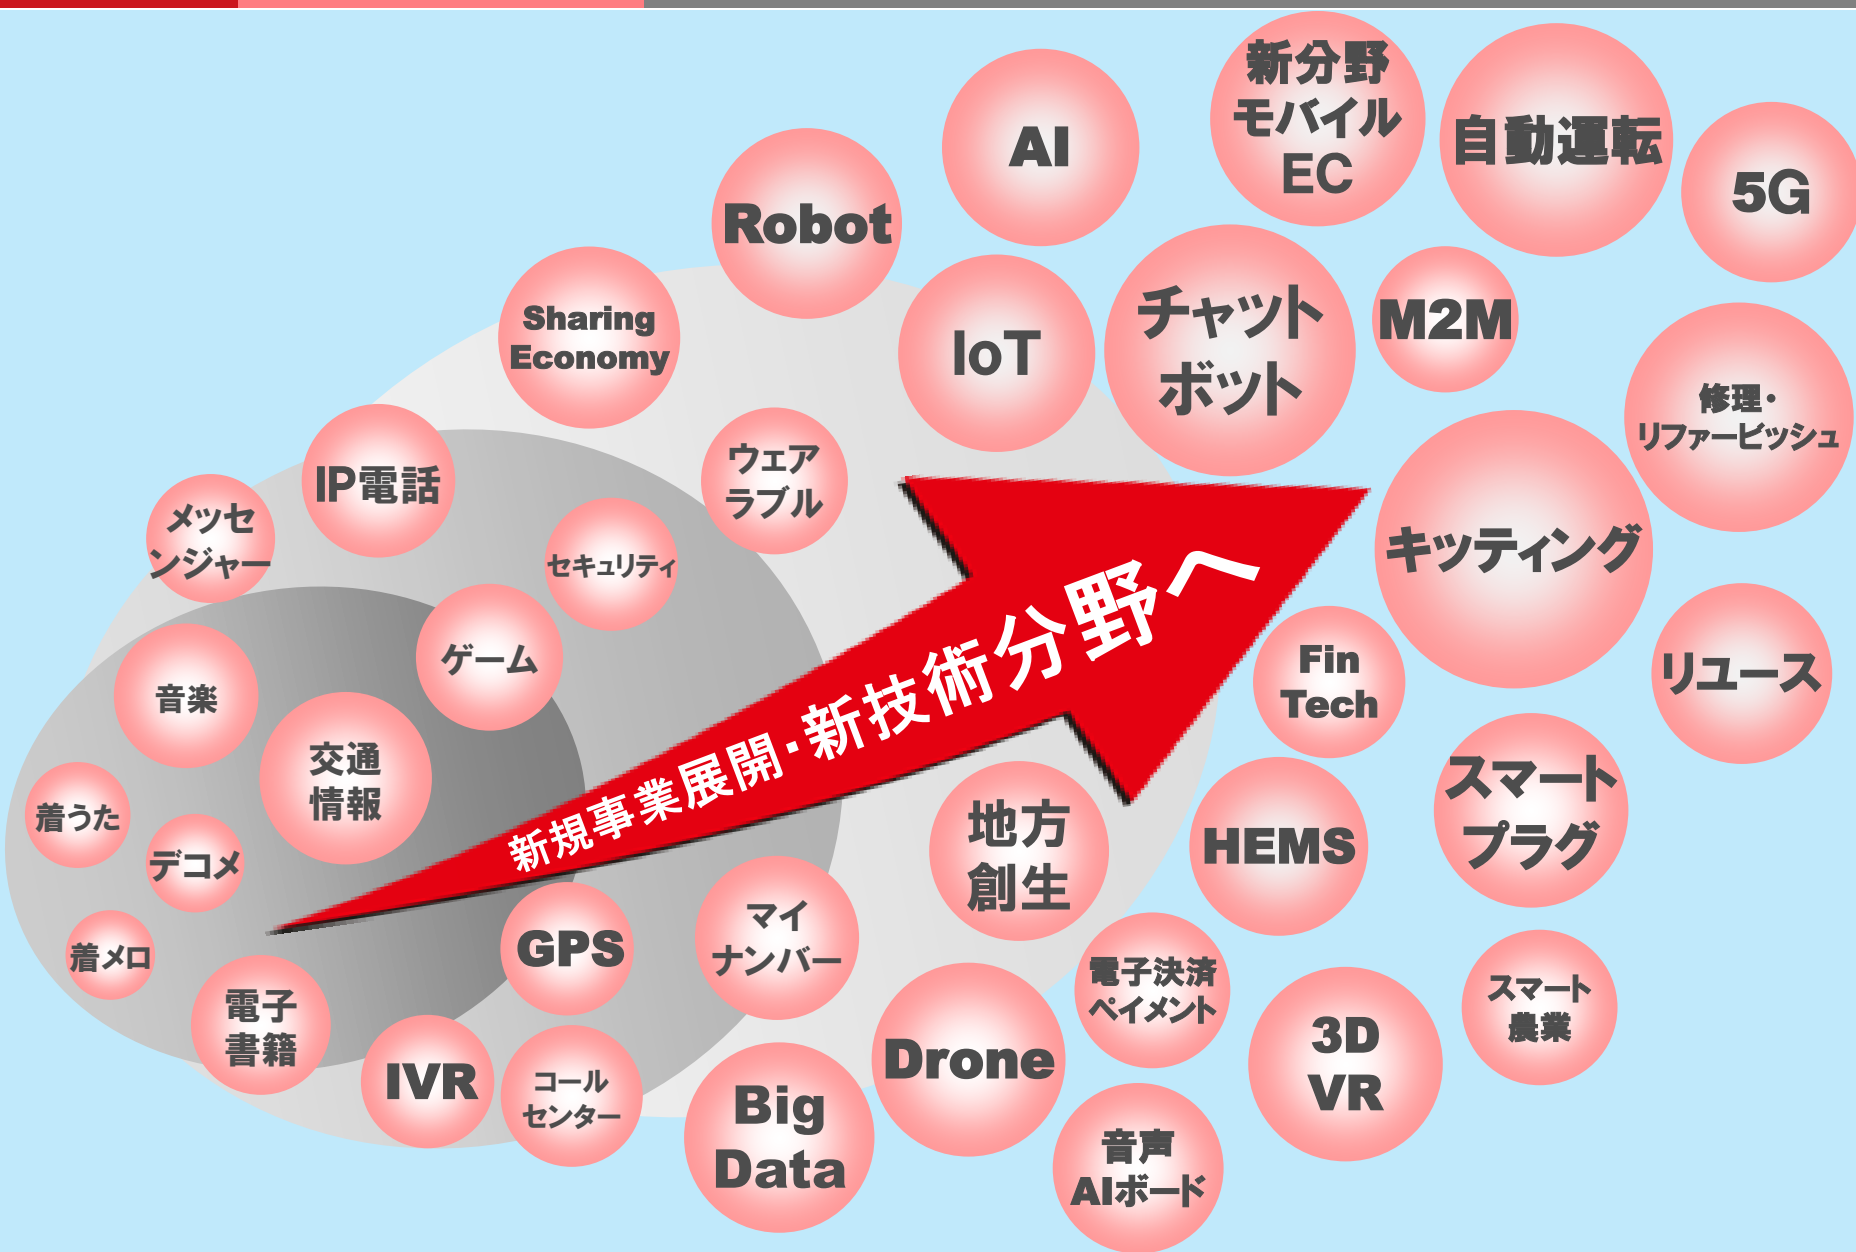 新分野
モバイル
EC
自動運転
AI
5G
Robot
Sharing
Economy
IoT
チャット
ボット
M2M
修理・
リファービッシュ
IP電話
ウェア
ラブル
メッセ
ンジャー
セキュリティ
キッティング
ゲーム
音楽
Fin
Tech
リユース
交通
情報
新規事業展開・新技術分野へ
着うた
デコメ
地方
創生
HEMS
スマート
プラグ
着メロ
GPS
マイ
ナンバー
電子
書籍
電子決済
ペイメント
スマート
農業
IVR
コール
センター
Drone
3D
VR
Big
Data
音声
AIボード